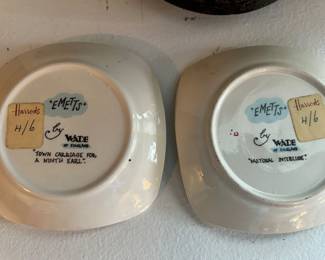 "EMETTS"
Harrods
4/6
by
WADE
OF ENGLAND
"TOWN CARRIAGE FOR
A NINTH EARL".
"EMETTS"
Harrods
4/6
by
WADE
OF ENGLAND
"PASTORAL INTERLUDE"